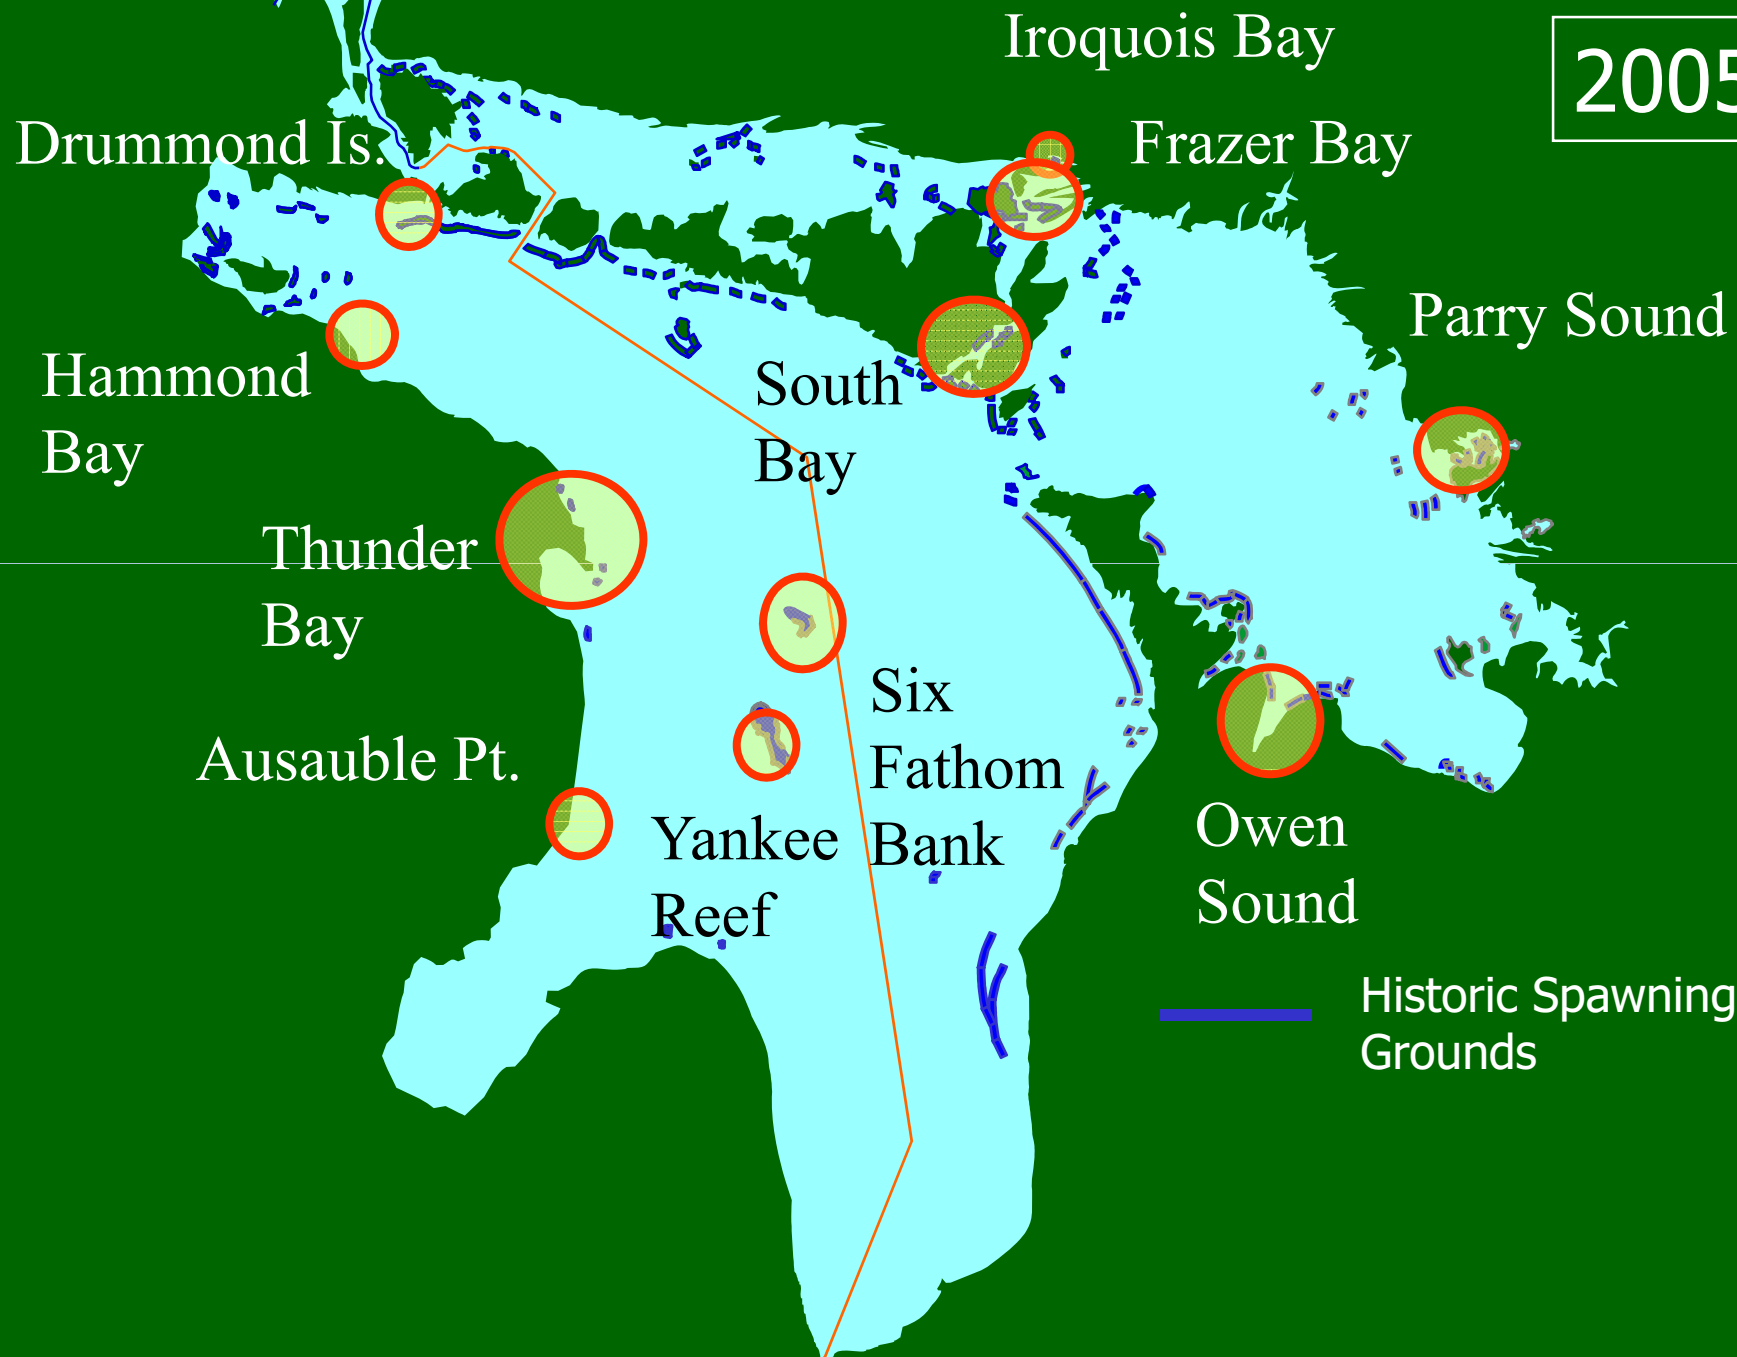 Iroquois Bay
2005
Drummond Is.
Frazer Bay
Parry Sound
Hammond
Bay
South
Bay
Thunder
Bay
Six
Fathom
Bank
Ausauble Pt.
Yankee
Reef
Owen
Sound
Historic Spawning
Grounds